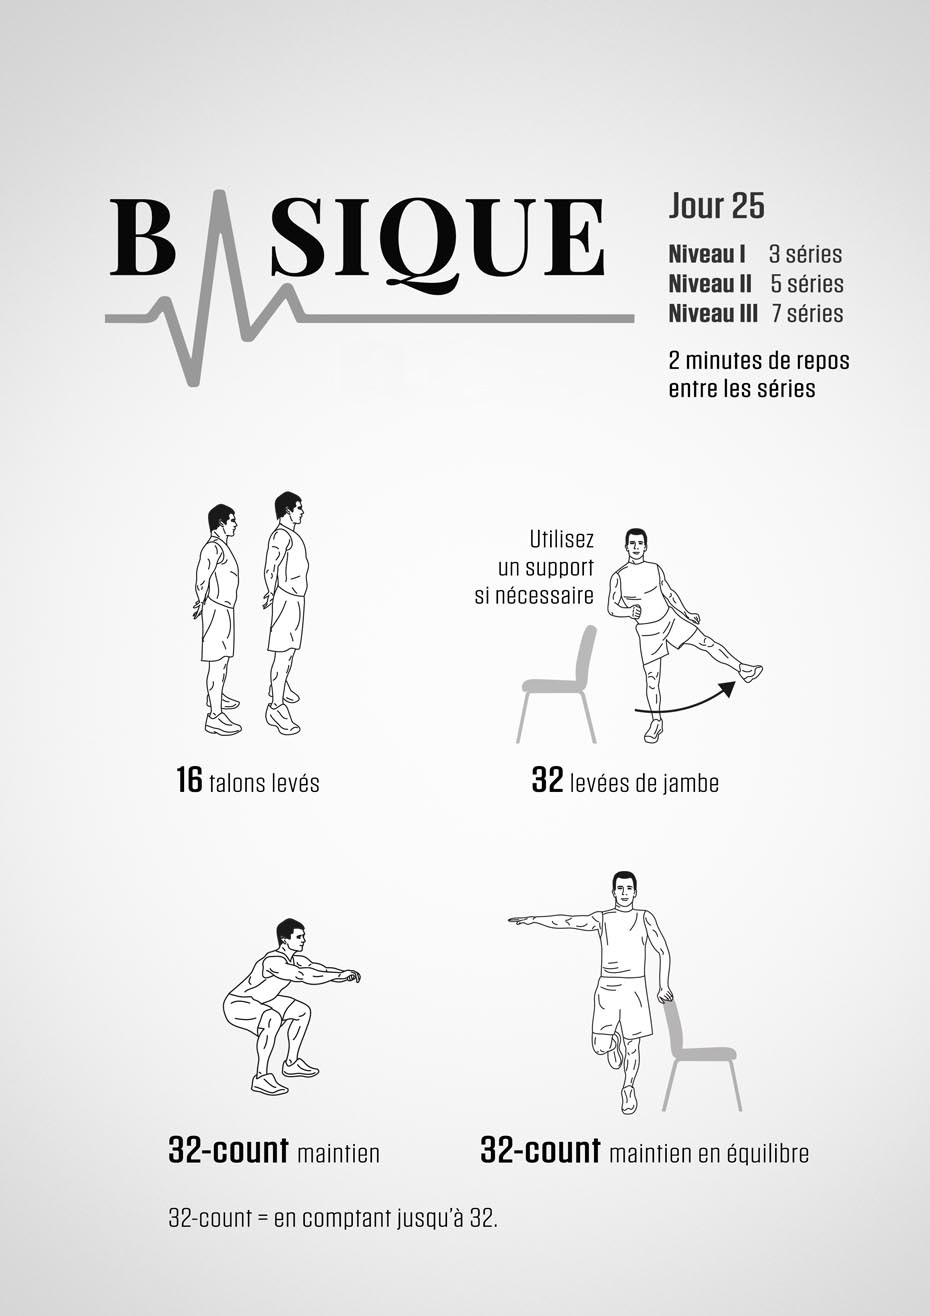 BASIQUE
Jour 25
Niveau I 3 séries
Niveau II 5 séries
Niveau III 7 séries
2 minutes de repos
entre les séries
Utilisez
un support
si nécessaire
16 talons levés
32 levées de jambe
32-count maintien
32-count maintien en équilibre
32-count = en comptant jusqu'à 32.